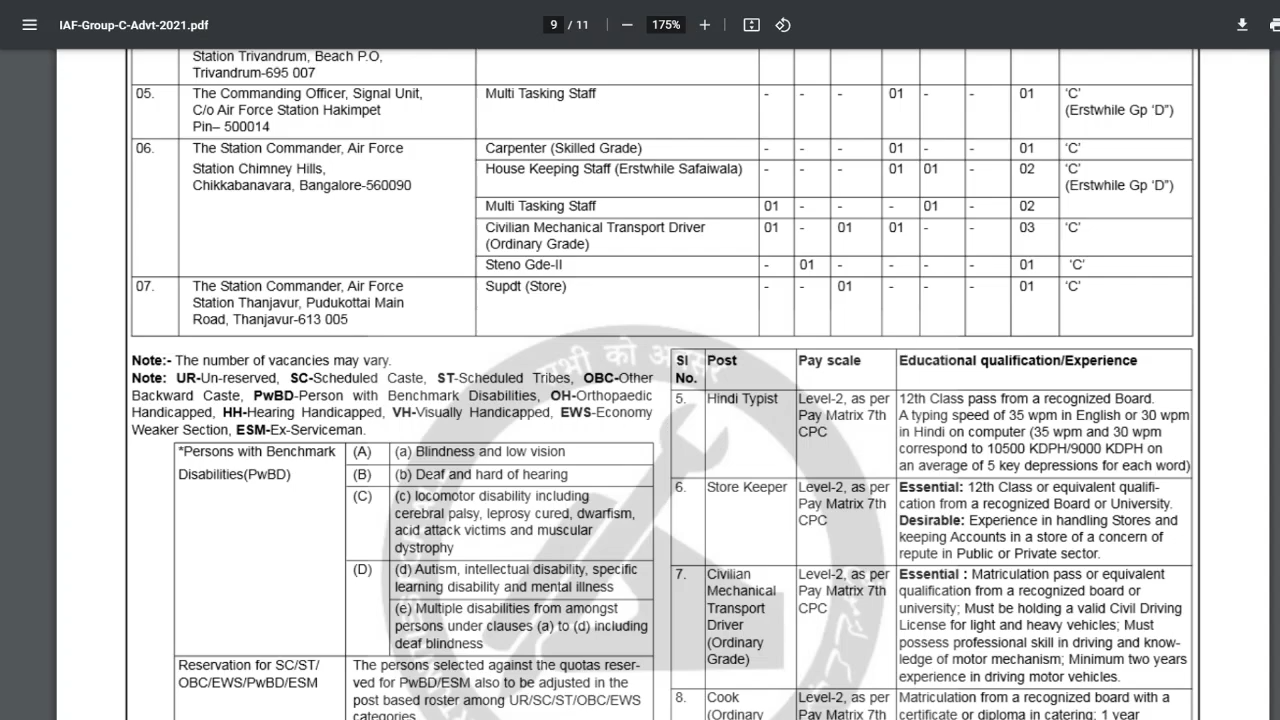 IAF-Group-C-Advt-2021.pdf
9 / 11
175%
Station Trivandrum, Beach P.O,
Trivandrum-695 007
05. The Commanding Officer, Signal Unit, Multi Tasking Staff - - - 01 - - 01 ‘C’
C/o Air Force Station Hakimpet (Erstwhile Gp ‘D”)
Pin– 500014
06. The Station Commander, Air Force Carpenter (Skilled Grade) - - - 01 - - 01 ‘C’
Station Chimney Hills, House Keeping Staff (Erstwhile Safaiwala) - - - 01 01 - 02 ‘C’
Chikkabanavara, Bangalore-560090 (Erstwhile Gp ‘D”)
Multi Tasking Staff 01 - - - 01 - 02
Civilian Mechanical Transport Driver 01 - 01 01 - - 03 ‘C’
(Ordinary Grade)
Steno Gde-II - 01 - - - - 01 ‘C’
07. The Station Commander, Air Force Supdt (Store) - - 01 - - - 01 ‘C’
Station Thanjavur, Pudukottai Main
Road, Thanjavur-613 005
Note:- The number of vacancies may vary.
Note: UR-Un-reserved, SC-Scheduled Caste, ST-Scheduled Tribes, OBC-Other
Backward Caste, PwBD-Person with Benchmark Disabilities, OH-Orthopaedic
Handicapped, HH-Hearing Handicapped, VH-Visually Handicapped, EWS-Economy
Weaker Section, ESM-Ex-Serviceman.
*Persons with Benchmark (A) (a) Blindness and low vision
Disabilities(PwBD) (B) (b) Deaf and hard of hearing
(C) (c) locomotor disability including
cerebral palsy, leprosy cured, dwarfism,
acid attack victims and muscular
dystrophy
(D) (d) Autism, intellectual disability, specific
learning disability and mental illness
(e) Multiple disabilities from amongst
persons under clauses (a) to (d) including
deaf blindness
Reservation for SC/ST/ The persons selected against the quotas reser-
OBC/EWS/PwBD/ESM ved for PwBD/ESM also to be adjusted in the
post based roster among UR/SC/ST/OBC/EWS
categories
Sl Post Pay scale Educational qualification/Experience
No.
5. Hindi Typist Level-2, as per 12th Class pass from a recognized Board.
Pay Matrix 7th A typing speed of 35 wpm in English or 30 wpm
CPC in Hindi on computer (35 wpm and 30 wpm
correspond to 10500 KDPH/9000 KDPH on
an average of 5 key depressions for each word)
6. Store Keeper Level-2, as per Essential: 12th Class or equivalent qualifi-
Pay Matrix 7th cation from a recognized Board or University.
CPC Desirable: Experience in handling Stores and
keeping Accounts in a store of a concern of
repute in Public or Private sector.
7. Civilian Level-2, as per Essential : Matriculation pass or equivalent
Mechanical Pay Matrix 7th qualification from a recognized board or
Transport CPC university; Must be holding a valid Civil Driving
Driver License for light and heavy vehicles; Must
(Ordinary possess professional skill in driving and know-
Grade) ledge of motor mechanism; Minimum two years
experience in driving motor vehicles.
8. Cook Level-2, as per Matriculation from a recognized board with a
(Ordinary Pay Matrix 7th certificate or diploma in catering; 1 year